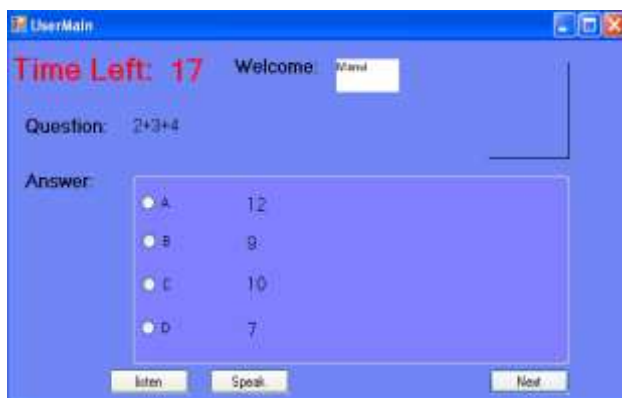 UserMain
Time Left: 17 Welcome:
Question: 2+3+4
Answer:
A 12
B 9
C 10
D 7
listen Speak Next